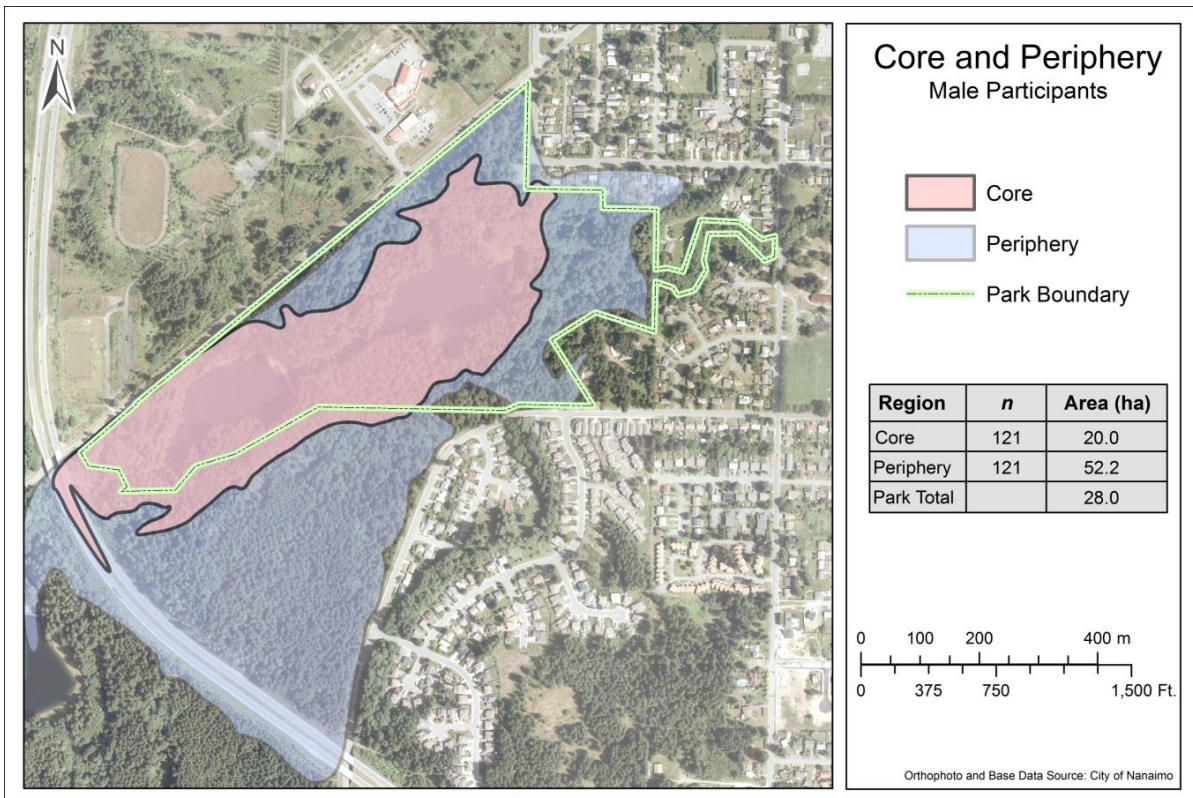 N
Core and Periphery
Male Participants
Core
Periphery
Park Boundary
Region n Area (ha)
Core 121 20.0
Periphery 121 52.2
Park Total 28.0
0 100 200 400 m
0 375 750 1,500 Ft.
Orthophoto and Base Data Source: City of Nanaimo